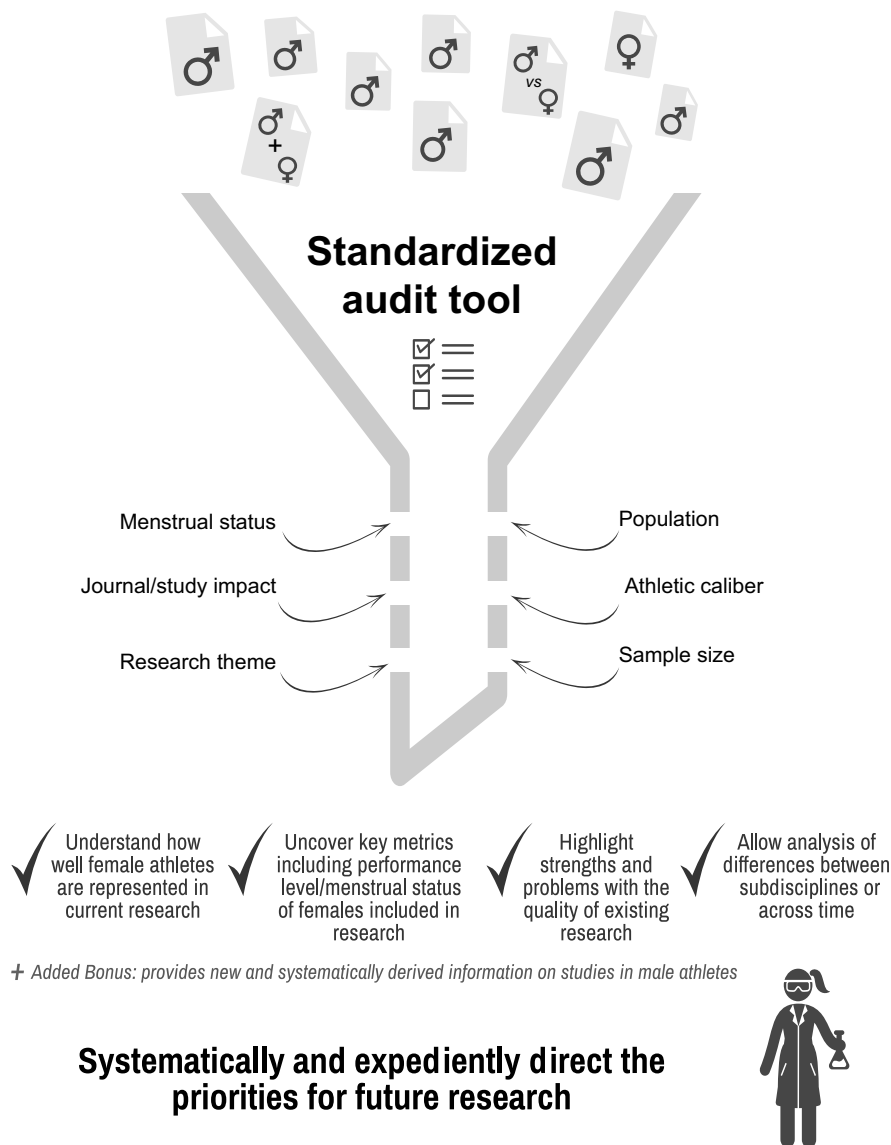 vs
+
Standardized
audit tool
Menstrual status
Population
Journal/study impact
Athletic caliber
Research theme
Sample size
Understand how
well female athletes
are represented in
current research
Uncover key metrics
including performance
level/menstrual status
of females included in
research
Highlight
strengths and
problems with the
quality of existing
research
Allow analysis of
differences between
subdisciplines or
across time
+ Added Bonus: provides new and systematically derived information on studies in male athletes
Systematically and expediently direct the
priorities for future research